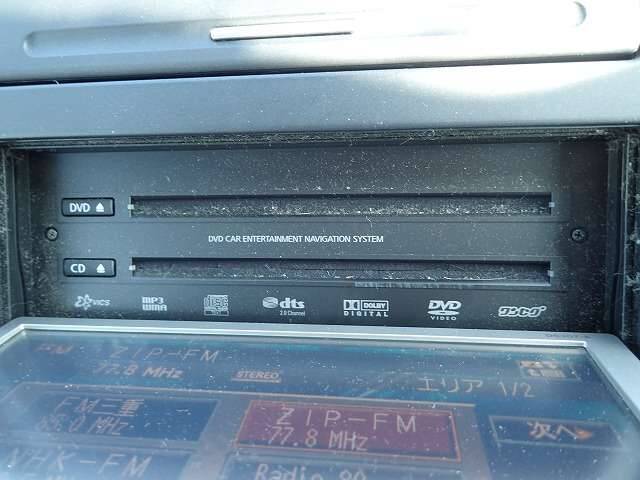 DVD
DVD CAR ENTERTAINMENT NAVIGATION SYSTEM
CD
VICS
MP3
WMA
dts
2.0 Channel
DOLBY
DIGITAL
DVD
VIDEO
ワンセグ
FM ZIP-FM
77.8 MHz
STEREO
エリア 1/2
FM三重
ZIP-FM
77.8 MHz
次へ
NHK-FM
Radio